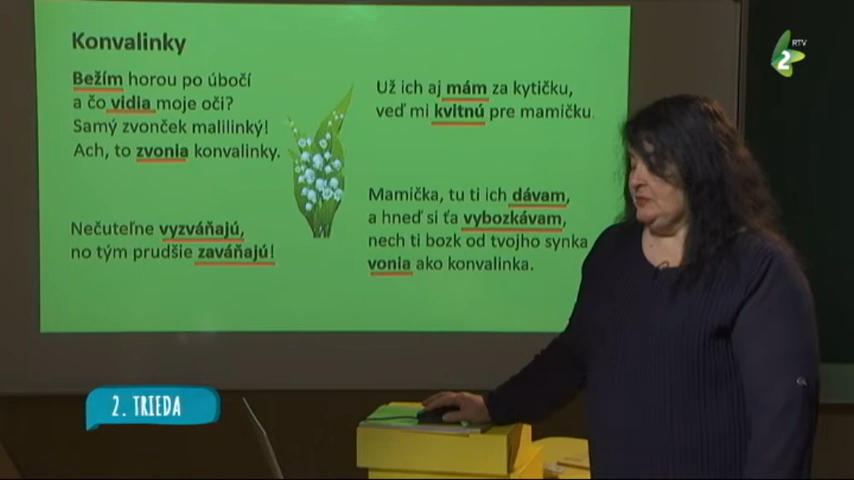 Konvalinky
Bežím horou po úbočí
a čo vidia moje oči?
Samý zvonček malilinký!
Ach, to zvonia konvalinky.
Nečuteľne vyzváňajú,
no tým prudšie zaváňajú!
Už ich aj mám za kytičku,
veď mi kvitnú pre mamičku.
Mamička, tu ti ich dávam,
a hneď si ťa vybozkávam,
nech ti bozk od tvojho synka
vonia ako konvalinka.
RTV
2
2. TRIEDA